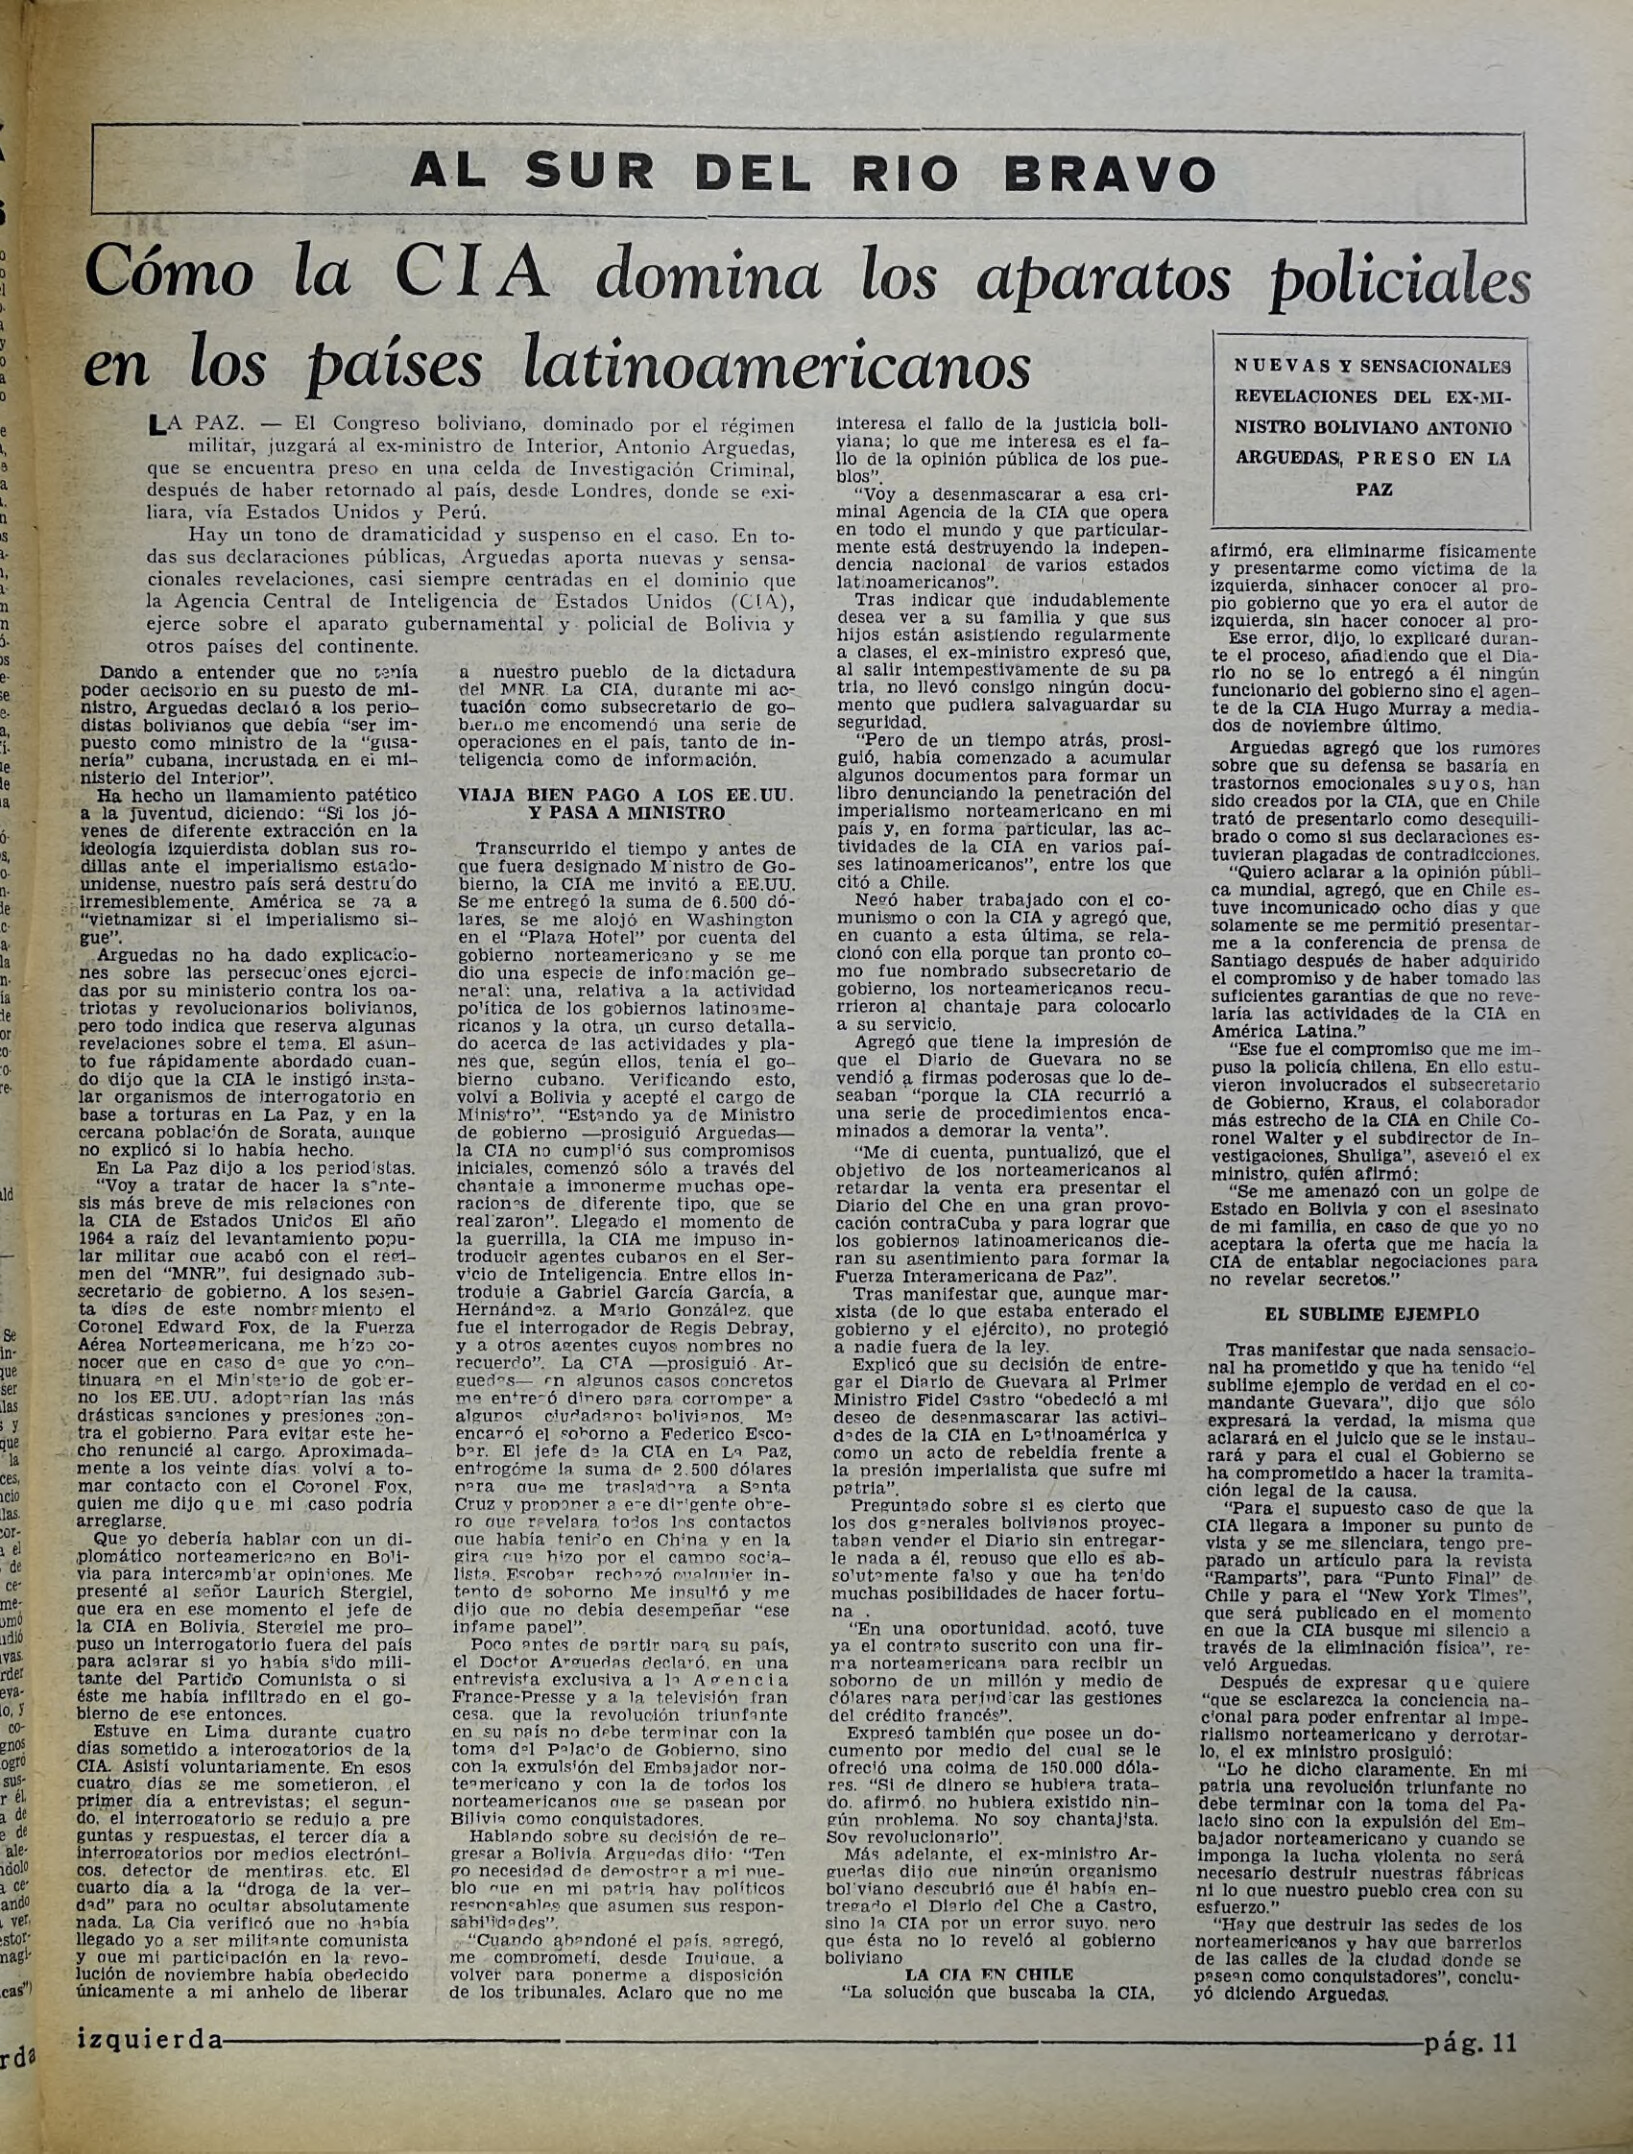 AL SUR DEL RIO BRAVO
Cómo la CIA domina los aparatos policiales
en los países latinoamericanos
NUEVAS Y SENSACIONALES
REVELACIONES DEL EX-MI-
NISTRO BOLIVIANO ANTONIO
ARGUEDAS, PRESO EN LA
PAZ
LA PAZ. — El Congreso boliviano, dominado por el régimen
militar, juzgará al ex-ministro de Interior, Antonio Arguedas,
que se encuentra preso en una celda de Investigación Criminal,
después de haber retornado al país, desde Londres, donde se exi-
liara, vía Estados Unidos y Perú.
Hay un tono de dramaticidad y suspenso en el caso. En to-
das sus declaraciones públicas, Arguedas aporta nuevas y sensa-
cionales revelaciones, casi siempre centradas en el dominio que
la Agencia Central de Inteligencia de Estados Unidos (CIA),
ejerce sobre el aparato gubernamental y policial de Bolivia y
otros países del continente.
Dando a entender que no tenía
poder decisorio en su puesto de mi-
nistro, Arguedas declaró a los perio-
distas bolivianos que debía "ser im-
puesto como ministro de la "gusa-
nería" cubana, incrustada en el mi-
nisterio del Interior".
Ha hecho un llamamiento patético
a la juventud, diciendo: "Si los jó-
venes de diferente extracción en la
ideología izquierdista doblan sus ro-
dillas ante el imperialismo estado-
unidense, nuestro país será destruído
irremesiblemente. América se va a
"vietnamizar si el imperialismo si-
gue".
Arguedas no ha dado explicacio-
nes sobre las persecuciones ejerci-
das por su ministerio contra los pa-
triotas y revolucionarios bolivianos,
pero todo indica que reserva algunas
revelaciones sobre el tema. El asun-
to fue rápidamente abordado cuan-
do dijo que la CIA le instigó insta-
lar organismos de interrogatorio en
base a torturas en La Paz, y en la
cercana población de Sorata, aunque
no explicó si lo había hecho.
En La Paz dijo a los periodistas.
"Voy a tratar de hacer la sínte-
sis más breve de mis relaciones con
la CIA de Estados Unidos El año
1964 a raíz del levantamiento popu-
lar militar que acabó con el régi-
men del "MNR", fui designado sub-
secretario de gobierno. A los sesen-
ta días de este nombramiento el
Coronel Edward Fox, de la Fuerza
Aérea Norteamericana, me hizo co-
nocer que en caso de que yo con-
tinuara en el Ministerio de gobier-
no los EE.UU. adoptarían las más
drásticas sanciones y presiones con-
tra el gobierno. Para evitar este he-
cho renuncié al cargo. Aproximada-
mente a los veinte días volví a to-
mar contacto con el Coronel Fox,
quien me dijo que mi caso podría
arreglarse.
Que yo debería hablar con un di-
plomático norteamericano en Boli-
via para intercambiar opiniones. Me
presenté al señor Laurich Stergiel,
que era en ese momento el jefe de
la CIA en Bolivia. Stergiel me pro-
puso un interrogatorio fuera del país
para aclarar si yo había sido mili-
tante del Partido Comunista o si
éste me había infiltrado en el go-
bierno de ese entonces.
Estuve en Lima durante cuatro
días sometido a interogatorios de la
CIA. Asistí voluntariamente. En esos
cuatro días se me sometieron, el
primer día a entrevistas; el segun-
do, el interrogatorio se redujo a pre
guntas y respuestas, el tercer día a
interrogatorios por medios electróni-
cos, detector de mentiras, etc. El
cuarto día a la "droga de la ver-
dad" para no ocultar absolutamente
nada. La Cia verificó que no había
llegado yo a ser militante comunista
y que mi participación en la revo-
lución de noviembre había obedecido
únicamente a mi anhelo de liberar
a nuestro pueblo de la dictadura
del MNR. La CIA, durante mi ac-
tuación como subsecretario de go-
bierno me encomendó una serie de
operaciones en el país, tanto de in-
teligencia como de información.
VIAJA BIEN PAGO A LOS EE.UU.
Y PASA A MINISTRO
Transcurrido el tiempo y antes de
que fuera designado Ministro de Go-
bierno, la CIA me invitó a EE.UU.
Se me entregó la suma de 6.500 dó-
lares, se me alojó en Washington
en el "Plaza Hotel" por cuenta del
gobierno norteamericano y se me
dio una especie de información ge-
neral: una, relativa a la actividad
política de los gobiernos latinoame-
ricanos y la otra, un curso detalla-
do acerca de las actividades y pla-
nes que, según ellos, tenía el go-
bierno cubano. Verificando esto,
volví a Bolivia y acepté el cargo de
Ministro". "Estando ya de Ministro
de gobierno —prosiguió Arguedas—
la CIA no cumplió sus compromisos
iniciales, comenzó sólo a través del
chantaje a imponerme muchas ope-
raciones de diferente tipo, que se
realizaron". Llegado el momento de
la guerrilla, la CIA me impuso in-
troducir agentes cubanos en el Ser-
vicio de Inteligencia. Entre ellos in-
troduje a Gabriel García García, a
Hernández, a Mario González, que
fue el interrogador de Regis Debray,
y a otros agentes cuyos nombres no
recuerdo". La CIA —prosiguió Ar-
guedas— en algunos casos concretos
me entregó dinero para corromper a
algunos ciudadanos bolivianos. Me
encargó el soborno a Federico Esco-
bar. El jefe de la CIA en La Paz,
entregóme la suma de 2.500 dólares
para que me trasladara a Santa
Cruz y proponer a ese dirigente obre-
ro que revelara todos los contactos
que había tenido en China y en la
gira que hizo por el campo socia-
lista. Escobar rechazó cualquier in-
tento de soborno. Me insultó y me
dijo que no debía desempeñar "ese
infame papel".
Poco antes de partir para su país,
el Doctor Arguedas declaró, en una
entrevista exclusiva a la Agencia
France-Presse y a la televisión fran
cesa, que la revolución triunfante
en su país no debe terminar con la
toma del Palacio de Gobierno, sino
con la expulsión del Embajador nor-
teamericano y con la de todos los
norteamericanos que se pasean por
Bilivia como conquistadores.
Hablando sobre su decisión de re-
gresar a Bolivia Arguedas dijo: "Ten
go necesidad de demostrar a mi pue-
blo que en mi patria hay políticos
responsables que asumen sus respon-
sabilidades".
"Cuando abandoné el país, agregó,
me comprometí, desde Iquique, a
volver para ponerme a disposición
de los tribunales. Aclaro que no me
interesa el fallo de la justicia boli-
viana; lo que me interesa es el fa-
llo de la opinión pública de los pue-
blos".
"Voy a desenmascarar a esa cri-
minal Agencia de la CIA que opera
en todo el mundo y que particular-
mente está destruyendo la indepen-
dencia nacional de varios estados
latinoamericanos".
Tras indicar que indudablemente
desea ver a su familia y que sus
hijos están asistiendo regularmente
a clases, el ex-ministro expresó que,
al salir intempestivamente de su pa
tria, no llevó consigo ningún docu-
mento que pudiera salvaguardar su
seguridad.
"Pero de un tiempo atrás, prosi-
guió, había comenzado a acumular
algunos documentos para formar un
libro denunciando la penetración del
imperialismo norteamericano en mi
país y, en forma particular, las ac-
tividades de la CIA en varios paí-
ses latinoamericanos", entre los que
citó a Chile.
Negó haber trabajado con el co-
munismo o con la CIA y agregó que,
en cuanto a esta última, se rela-
cionó con ella porque tan pronto co-
mo fue nombrado subsecretario de
gobierno, los norteamericanos recu-
rrieron al chantaje para colocarlo
a su servicio.
Agregó que tiene la impresión de
que el Diario de Guevara no se
vendió a firmas poderosas que lo de-
seaban "porque la CIA recurrió a
una serie de procedimientos enca-
minados a demorar la venta".
"Me di cuenta, puntualizó, que el
objetivo de los norteamericanos al
retardar la venta era presentar el
Diario del Che en una gran provo-
cación contraCuba y para lograr que
los gobiernos latinoamericanos die-
ran su asentimiento para formar la
Fuerza Interamericana de Paz".
Tras manifestar que, aunque mar-
xista (de lo que estaba enterado el
gobierno y el ejército), no protegió
a nadie fuera de la ley.
Explicó que su decisión de entre-
gar el Diario de Guevara al Primer
Ministro Fidel Castro "obedeció a mi
deseo de desenmascarar las activi-
dades de la CIA en Latinoamérica y
como un acto de rebeldía frente a
la presión imperialista que sufre mi
patria".
Preguntado sobre si es cierto que
los dos generales bolivianos proyec-
taban vender el Diario sin entregar-
le nada a él, repuso que ello es ab-
solutamente falso y que ha tenido
muchas posibilidades de hacer fortu-
na .
"En una oportunidad, acotó, tuve
ya el contrato suscrito con una fir-
ma norteamericana para recibir un
soborno de un millón y medio de
dólares para perjudicar las gestiones
del crédito francés".
Expresó también que posee un do-
cumento por medio del cual se le
ofreció una coima de 150.000 dóla-
res. "Si de dinero se hubiera trata-
do, afirmó, no hubiera existido nin-
gún problema. No soy chantajista.
Soy revolucionario".
Más adelante, el ex-ministro Ar-
guedas dijo que ningún organismo
boliviano descubrió que él había en-
tregado el Diario del Che a Castro,
sino la CIA por un error suyo, pero
que ésta no lo reveló al gobierno
boliviano
LA CIA EN CHILE
"La solución que buscaba la CIA,
afirmó, era eliminarme físicamente
y presentarme como víctima de la
izquierda, sinhacer conocer al pro-
pio gobierno que yo era el autor de
izquierda, sin hacer conocer al pro-
Ese error, dijo, lo explicaré duran-
te el proceso, añadiendo que el Dia-
rio no se lo entregó a él ningún
funcionario del gobierno sino el agen-
te de la CIA Hugo Murray a media-
dos de noviembre último.
Arguedas agregó que los rumores
sobre que su defensa se basaría en
trastornos emocionales suyos, han
sido creados por la CIA, que en Chile
trató de presentarlo como desequili-
brado o como si sus declaraciones es-
tuvieran plagadas de contradicciones.
"Quiero aclarar a la opinión públi-
ca mundial, agregó, que en Chile es-
tuve incomunicado ocho días y que
solamente se me permitió presentar-
me a la conferencia de prensa de
Santiago después de haber adquirido
el compromiso y de haber tomado las
suficientes garantías de que no reve-
laría las actividades de la CIA en
América Latina."
"Ese fue el compromiso que me im-
puso la policía chilena. En ello estu-
vieron involucrados el subsecretario
de Gobierno, Kraus, el colaborador
más estrecho de la CIA en Chile Co-
ronel Walter y el subdirector de In-
vestigaciones, Shuliga", aseveró el ex
ministro, quién afirmó:
"Se me amenazó con un golpe de
Estado en Bolivia y con el asesinato
de mi familia, en caso de que yo no
aceptara la oferta que me hacía la
CIA de entablar negociaciones para
no revelar secretos."
EL SUBLIME EJEMPLO
Tras manifestar que nada sensacio-
nal ha prometido y que ha tenido "el
sublime ejemplo de verdad en el co-
mandante Guevara", dijo que sólo
expresará la verdad, la misma que
aclarará en el juicio que se le instau-
rará y para el cual el Gobierno se
ha comprometido a hacer la tramita-
ción legal de la causa.
"Para el supuesto caso de que la
CIA llegara a imponer su punto de
vista y se me silenciara, tengo pre-
parado un artículo para la revista
"Ramparts", para "Punto Final" de
Chile y para el "New York Times",
que será publicado en el momento
en que la CIA busque mi silencio a
través de la eliminación física", re-
veló Arguedas.
Después de expresar que quiere
"que se esclarezca la conciencia na-
cional para poder enfrentar al impe-
rialismo norteamericano y derrotar-
lo, el ex ministro prosiguió:
"Lo he dicho claramente. En mi
patria una revolución triunfante no
debe terminar con la toma del Pa-
lacio sino con la expulsión del Em-
bajador norteamericano y cuando se
imponga la lucha violenta no será
necesario destruir nuestras fábricas
ni lo que nuestro pueblo crea con su
esfuerzo."
"Hay que destruir las sedes de los
norteamericanos y hay que barrerlos
de las calles de la ciudad donde se
pasean como conquistadores", conclu-
yó diciendo Arguedas.
izquierda
pág. 11